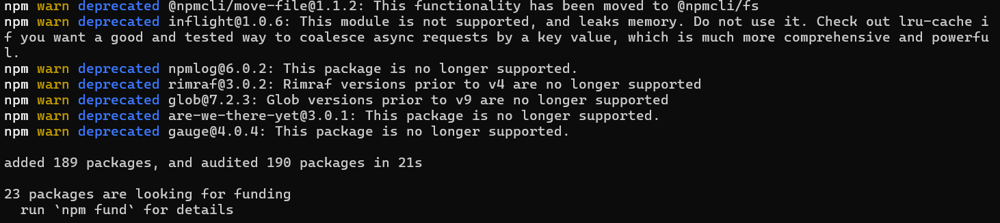 npm warn deprecated @npmcli/move-file@1.1.2: This functionality has been moved to @npmcli/fs
npm warn deprecated inflight@1.0.6: This module is not supported, and leaks memory. Do not use it. Check out lru-cache i
f you want a good and tested way to coalesce async requests by a key value, which is much more comprehensive and powerfu
l.
npm warn deprecated npmlog@6.0.2: This package is no longer supported.
npm warn deprecated rimraf@3.0.2: Rimraf versions prior to v4 are no longer supported
npm warn deprecated glob@7.2.3: Glob versions prior to v9 are no longer supported
npm warn deprecated are-we-there-yet@3.0.1: This package is no longer supported.
npm warn deprecated gauge@4.0.4: This package is no longer supported.
added 189 packages, and audited 190 packages in 21s
23 packages are looking for funding
  run `npm fund` for details